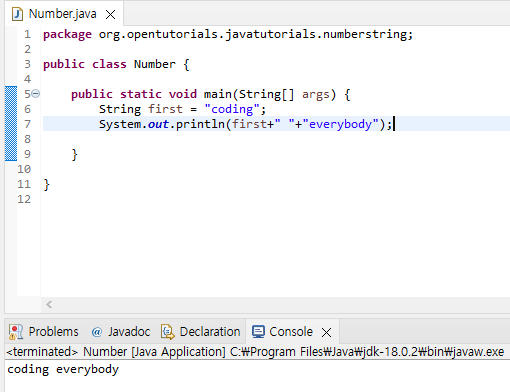 Number.java
1 package org.opentutorials.javatutorials.numberstring;
2
3 public class Number {
4
5 public static void main(String[] args) {
6 String first = "coding";
7 System.out.println(first+" "+"everybody");
8
9 }
10
11 }
12
Problems @ Javadoc Declaration Console
<terminated> Number [Java Application] C:₩Program Files₩Java₩jdk-18.0.2₩bin₩javaw.exe
coding everybody